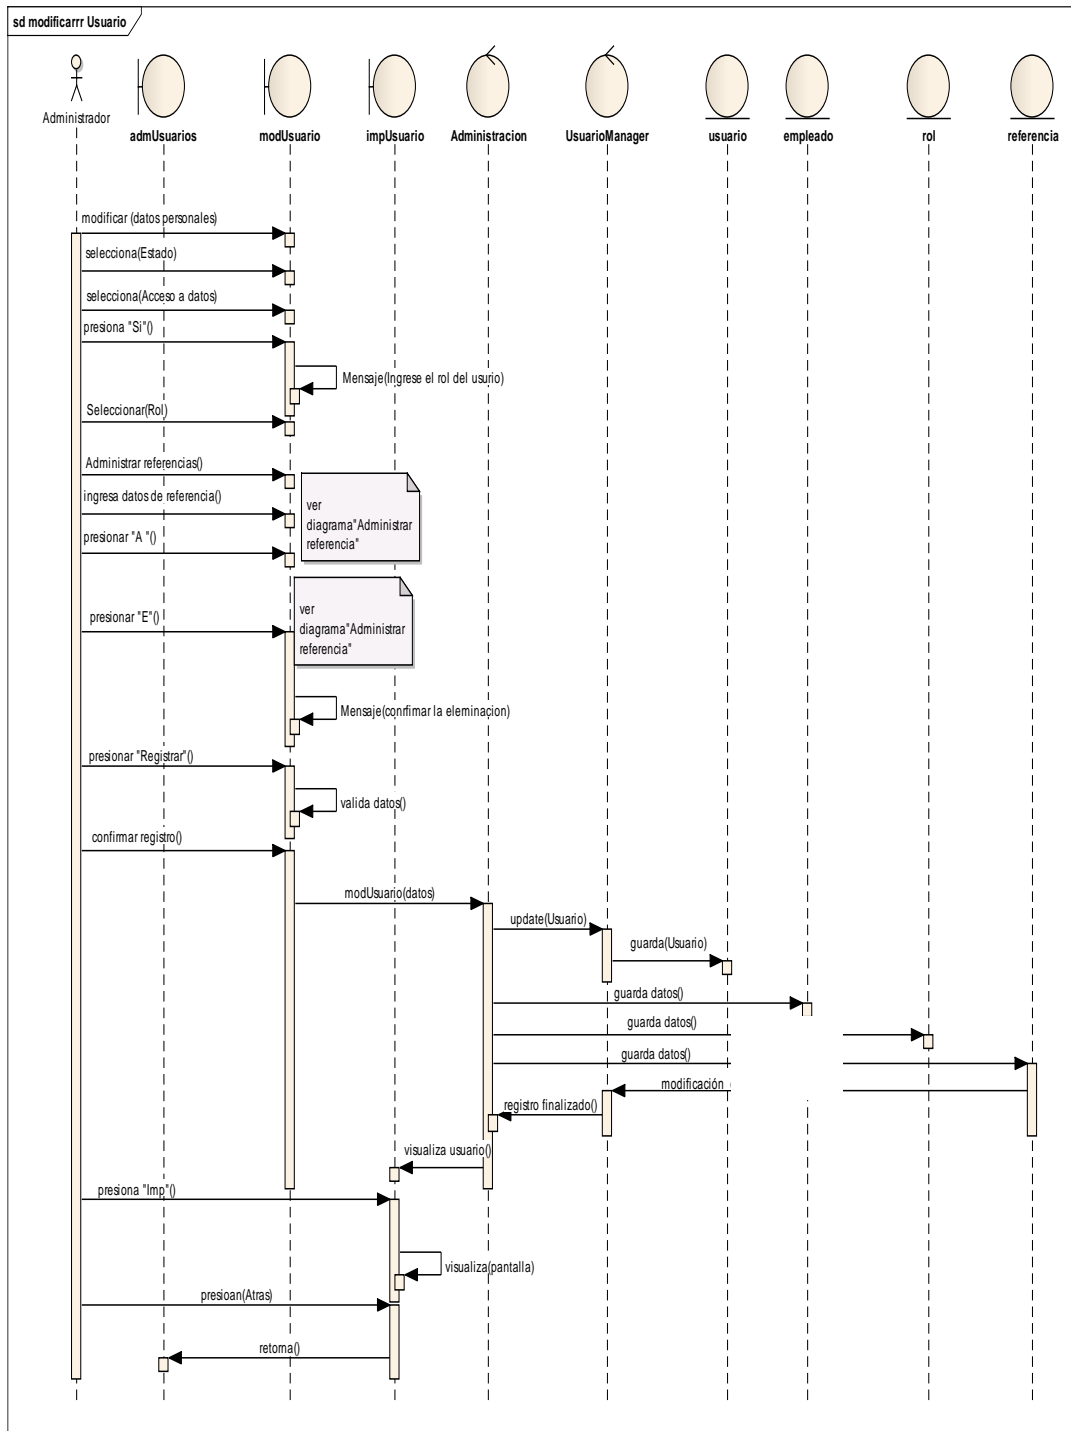 sd modificarrr Usuario
Administrador
admUsuarios
modUsuario
impUsuario
Administracion
UsuarioManager
usuario
empleado
rol
referencia
modificar (datos personales)
selecciona(Estado)
selecciona(Acceso a datos)
presiona "Si"()
Mensaje(Ingrese el rol del usurio)
Seleccionar(Rol)
Administrar referencias()
ingresa datos de referencia()
ver
diagrama"Administrar
referencia"
presionar "A "()
presionar "E"()
ver
diagrama"Administrar
referencia"
Mensaje(conrfimar la eleminacion)
presionar "Registrar"()
valida datos()
confirmar registro()
modUsuario(datos)
update(Usuario)
guarda(Usuario)
guarda datos()
guarda datos()
guarda datos()
modificación
registro finalizado()
visualiza usuario()
presiona "Imp"()
visualiza(pantalla)
presioan(Atras)
retorna()